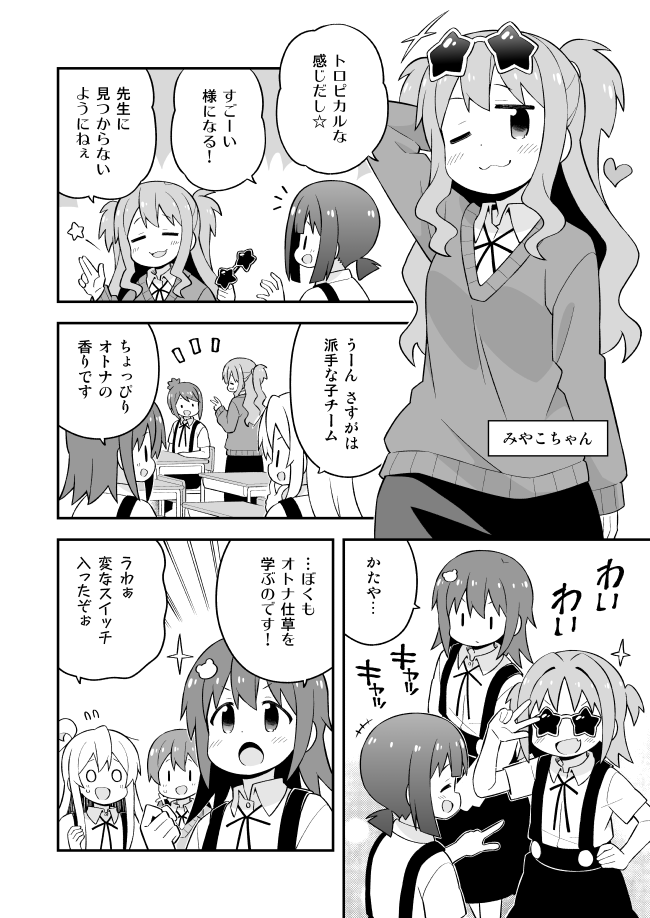 トロピカルな
感じだし☆
すごーい
様になる！
先生に
見つからない
ようにねぇ
みやこちゃん
うーん さすがは
派手な子チーム
ちょっぴり
オトナの
香りです
かたや…
わい
わい
キャッ
キャッ
…ぼくも
オトナ仕草を
学ぶのです！
うわぁ
変なスイッチ
入ったぞぉ